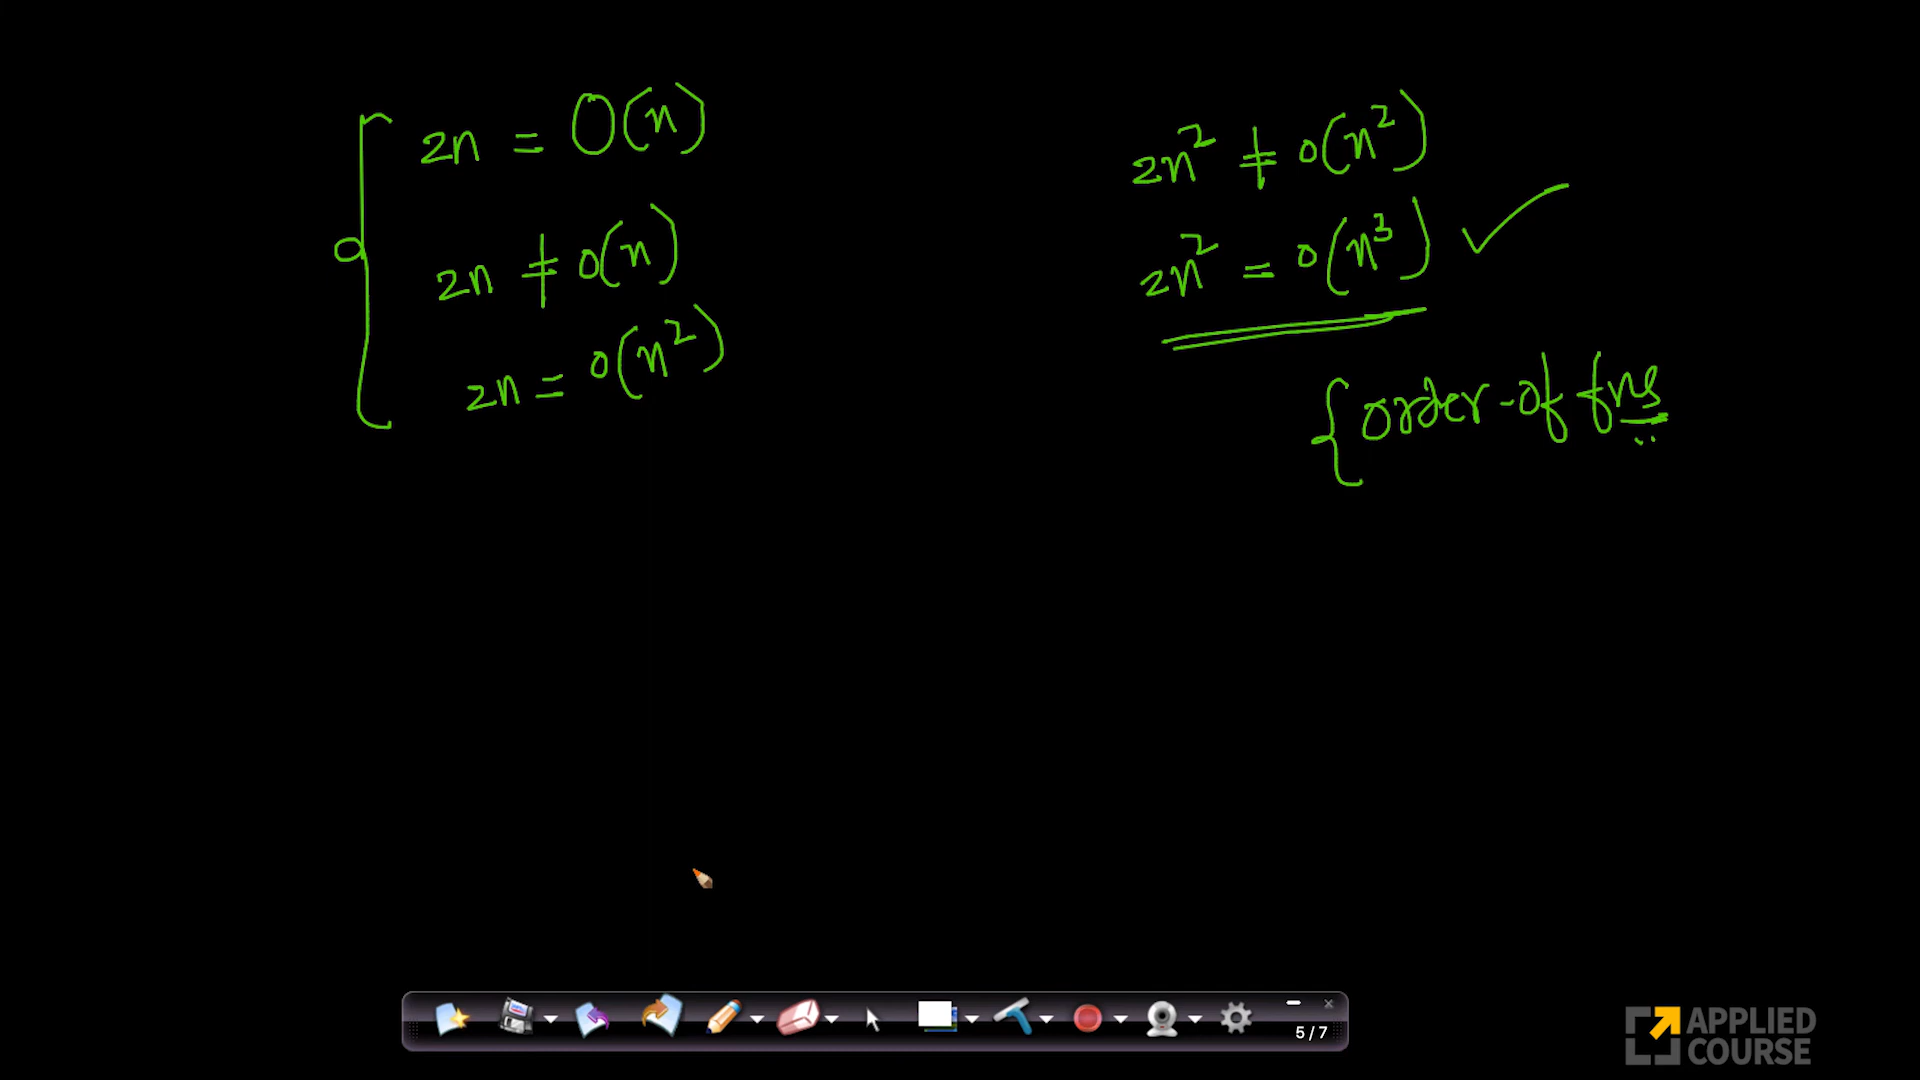 2n = O(n)
2n ≠ o(n)
2n = o(n²)
2n² ≠ o(n²)
2n² = o(n³) ✓
{order-of fns
5/7
APPLIED
COURSE